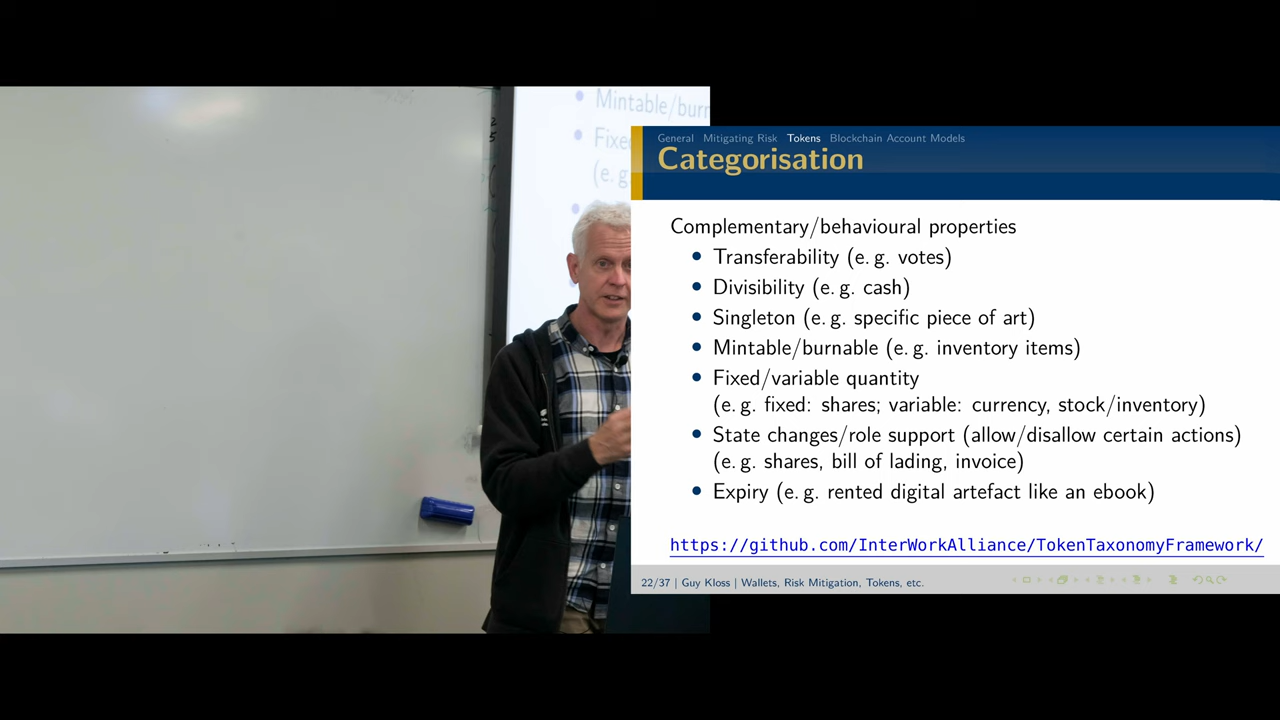 Mintable/burn
Fixe
(e. g
General Mitigating Risk Tokens Blockchain Account Models
Categorisation
Complementary/behavioural properties
• Transferability (e. g. votes)
• Divisibility (e. g. cash)
• Singleton (e. g. specific piece of art)
• Mintable/burnable (e. g. inventory items)
• Fixed/variable quantity
(e. g. fixed: shares; variable: currency, stock/inventory)
• State changes/role support (allow/disallow certain actions)
(e. g. shares, bill of lading, invoice)
• Expiry (e. g. rented digital artefact like an ebook)
https://github.com/InterWorkAlliance/TokenTaxonomyFramework/
22/37 | Guy Kloss | Wallets, Risk Mitigation, Tokens, etc.